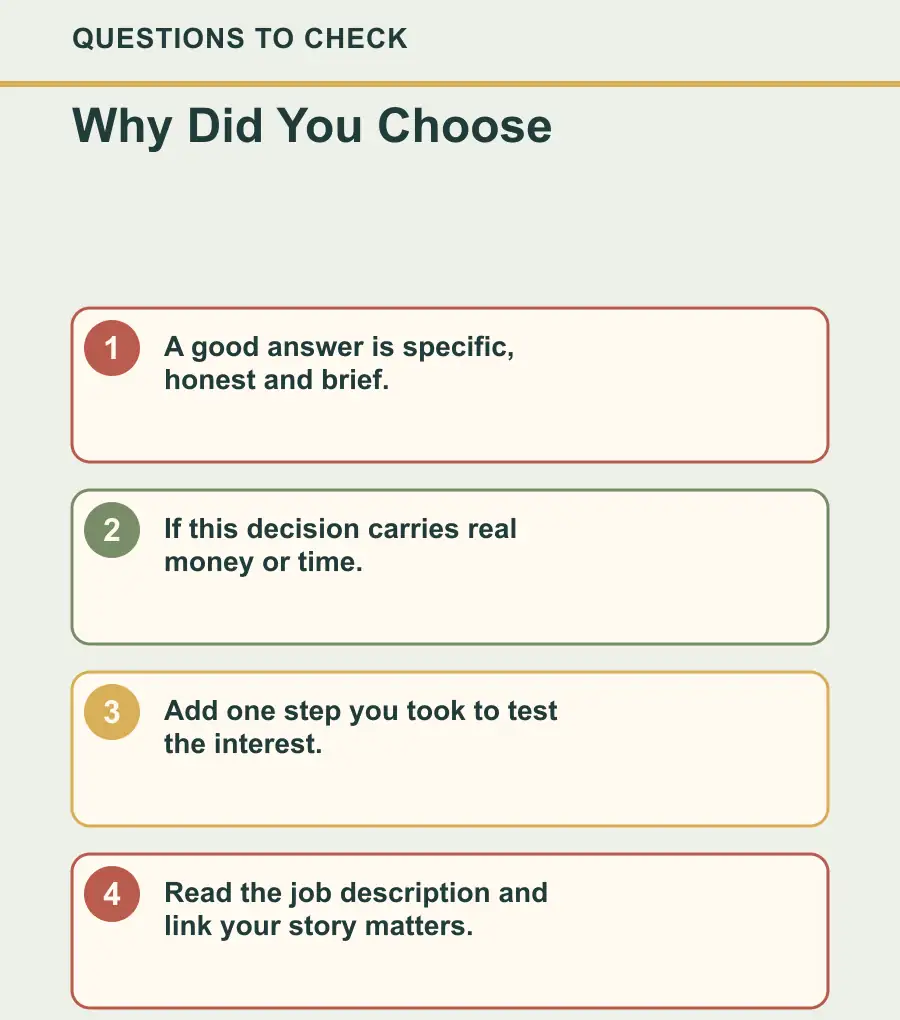 QUESTIONS TO CHECK
Why Did You Choose
1
A good answer is specific,
honest and brief.
2
If this decision carries real
money or time.
3
Add one step you took to test
the interest.
4
Read the job description and
link your story matters.